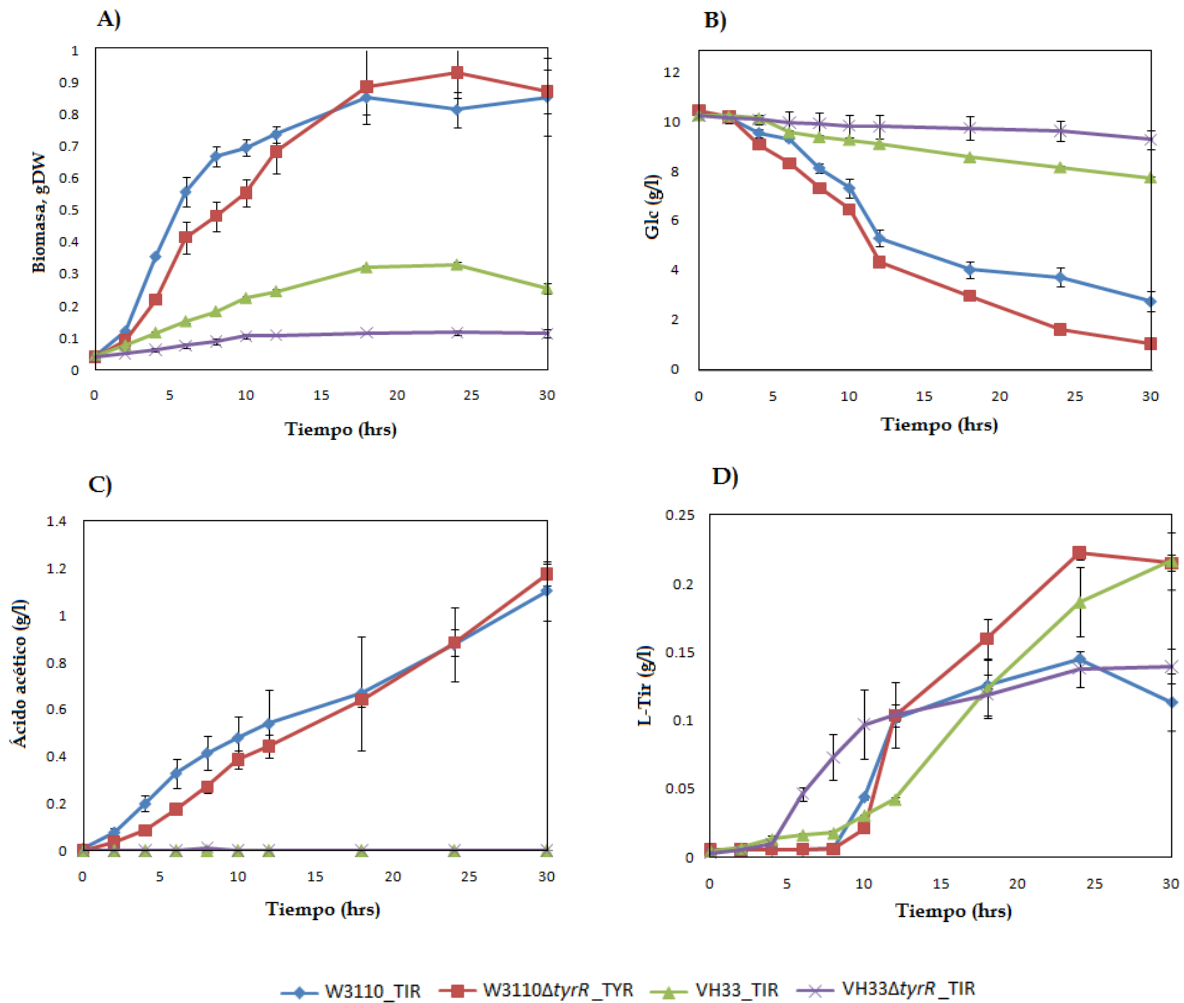 A)
1
0.9
0.8
0.7
0.6
0.5
0.4
0.3
0.2
0.1
0
Biomasa, gDW
0 5 10 15 20 25 30
Tiempo (hrs)
B)
12
10
8
6
4
2
0
Glc (g/l)
0 5 10 15 20 25 30
Tiempo (hrs)
C)
1.4
1.2
1
0.8
0.6
0.4
0.2
0
Ácido acético (g/l)
0 5 10 15 20 25 30
Tiempo (hrs)
D)
0.25
0.2
0.15
0.1
0.05
0
L-Tir (g/l)
0 5 10 15 20 25 30
Tiempo (hrs)
W3110_TIR W3110ΔtyrR_TYR VH33_TIR VH33ΔtyrR_TIR